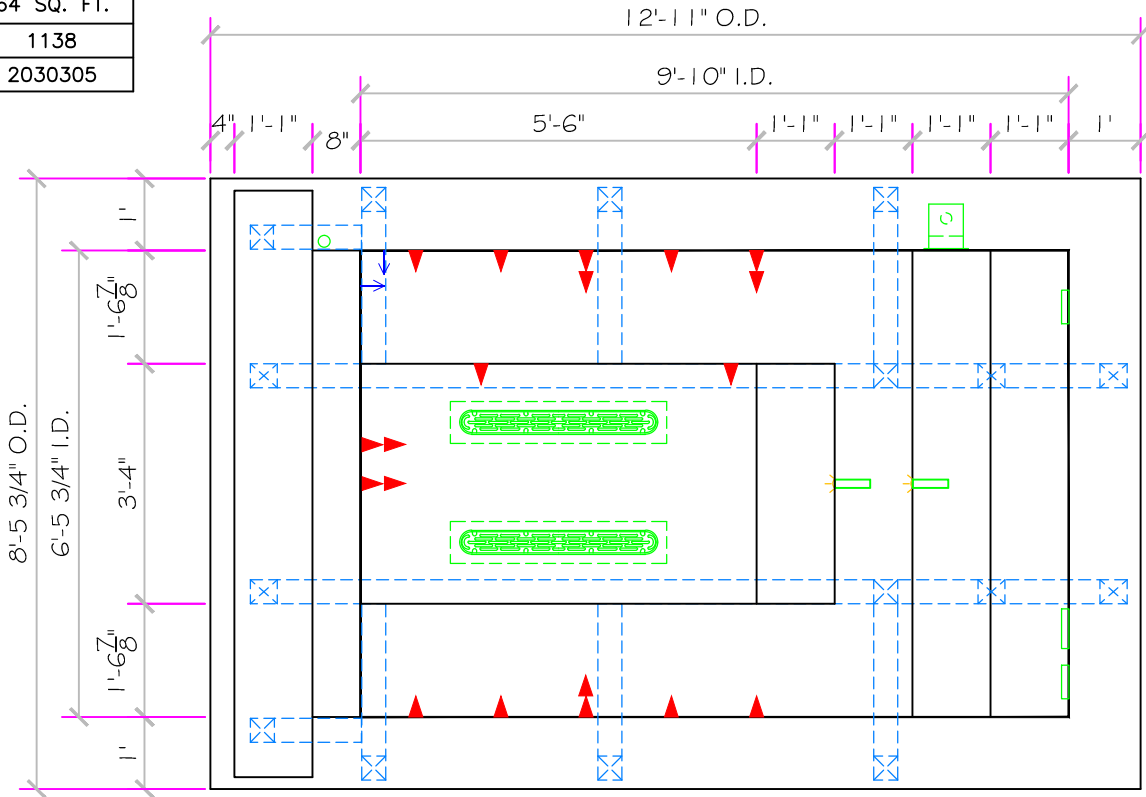 SQ. FT.
1138
2030305
12'-11" O.D.
9'-10" I.D.
4" 1'-1" 8" 5'-6" 1'-1" 1'-1" 1'-1" 1'-1" 1'
1'
1'-6 7/8"
3'-4"
1'-6 7/8"
1'
6'-5 3/4" I.D.
8'-5 3/4" O.D.